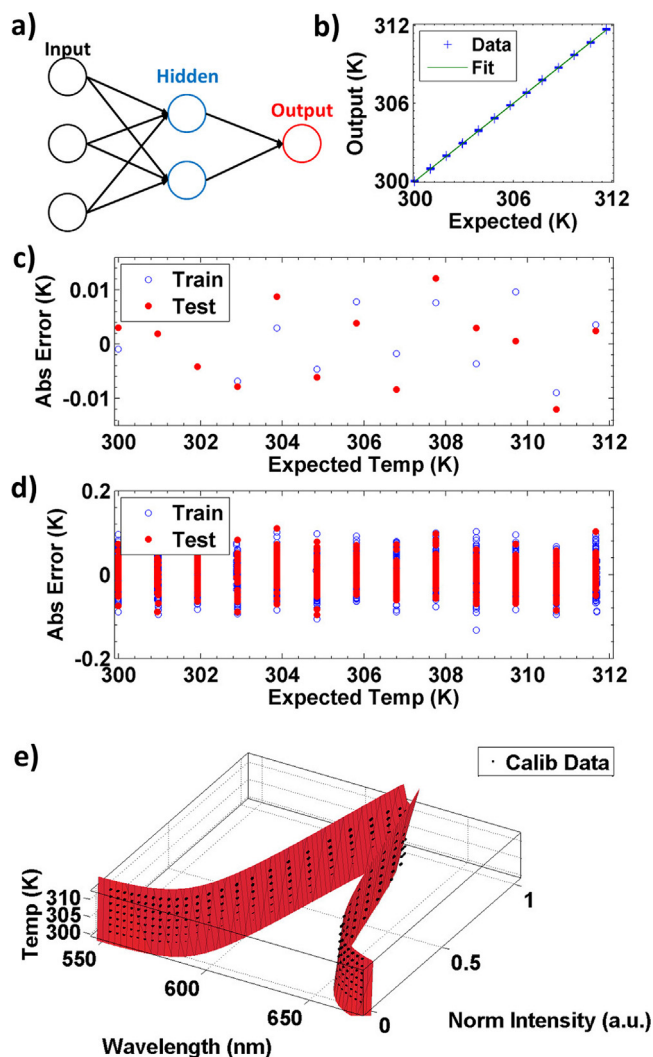 a)
Input
Hidden
Output
b)
Output (K)
312
306
300
Data
Fit
300
306
312
Expected (K)
c)
Abs Error (K)
0.01
0
-0.01
Train
Test
300
302
304
306
308
310
312
Expected Temp (K)
d)
Abs Error (K)
0.2
0
-0.2
Train
Test
300
302
304
306
308
310
312
Expected Temp (K)
e)
Calib Data
Temp (K)
310
305
300
550
600
650
Wavelength (nm)
0
0.5
1
Norm Intensity (a.u.)